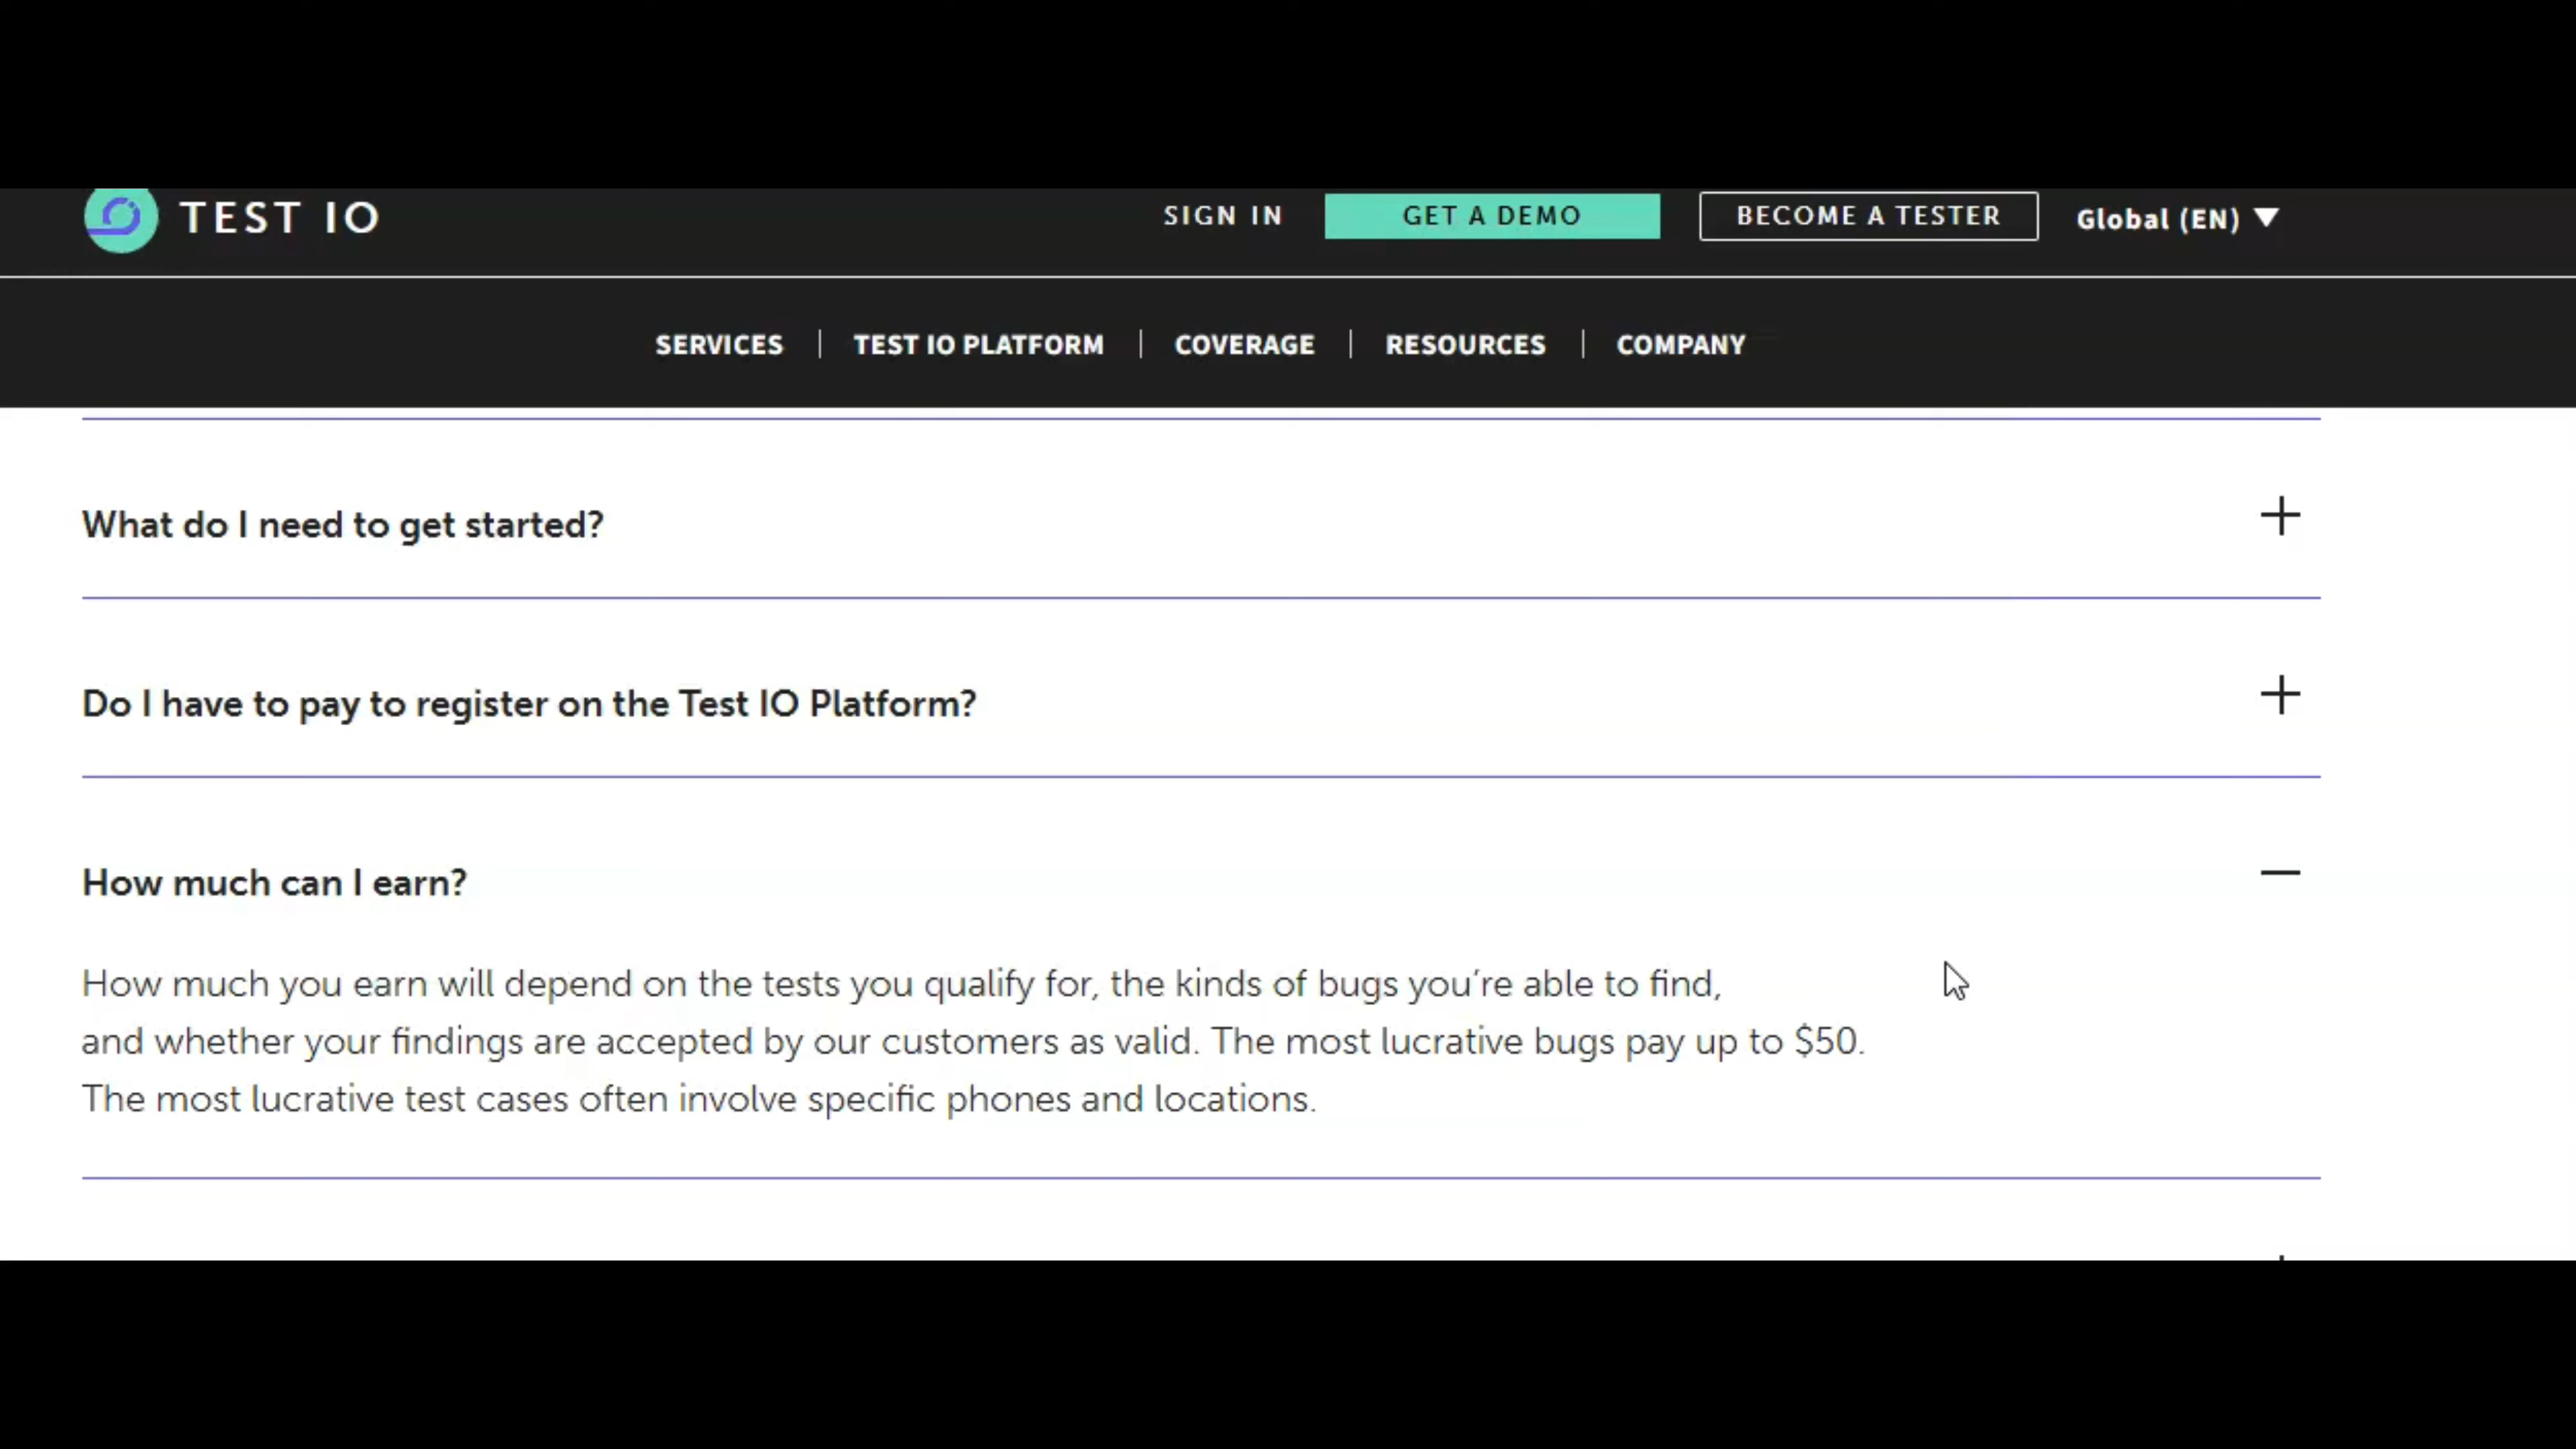 TEST IO
SIGN IN
GET A DEMO
BECOME A TESTER
Global (EN)
SERVICES
TEST IO PLATFORM
COVERAGE
RESOURCES
COMPANY
What do I need to get started?
Do I have to pay to register on the Test IO Platform?
How much can I earn?
How much you earn will depend on the tests you qualify for, the kinds of bugs you’re able to find,
and whether your findings are accepted by our customers as valid. The most lucrative bugs pay up to $50.
The most lucrative test cases often involve specific phones and locations.